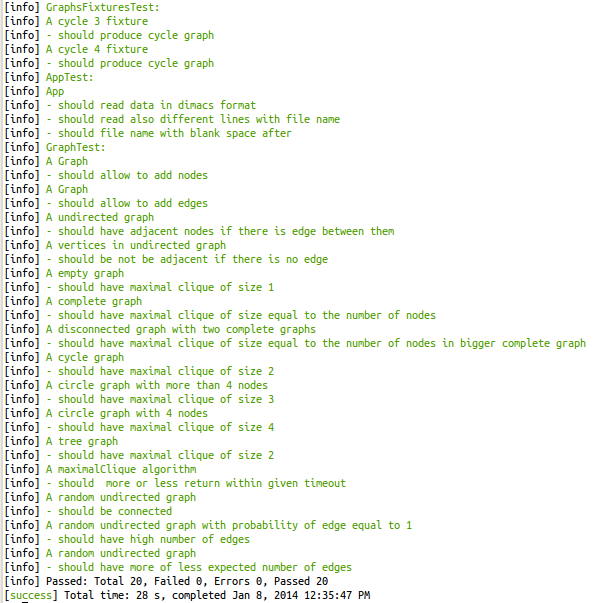 [info] GraphsFixturesTest:
[info] A cycle 3 fixture
[info] - should produce cycle graph
[info] A cycle 4 fixture
[info] - should produce cycle graph
[info] AppTest:
[info] App
[info] - should read data in dimacs format
[info] - should read also different lines with file name
[info] - should file name with blank space after
[info] GraphTest:
[info] A Graph
[info] - should allow to add nodes
[info] A Graph
[info] - should allow to add edges
[info] A undirected graph
[info] - should have adjacent nodes if there is edge between them
[info] A vertices in undirected graph
[info] - should be not be adjacent if there is no edge
[info] A empty graph
[info] - should have maximal clique of size 1
[info] A complete graph
[info] - should have maximal clique of size equal to the number of nodes
[info] A disconnected graph with two complete graphs
[info] - should have maximal clique of size equal to the number of nodes in bigger complete graph
[info] A cycle graph
[info] - should have maximal clique of size 2
[info] A circle graph with more than 4 nodes
[info] - should have maximal clique of size 3
[info] A circle graph with 4 nodes
[info] - should have maximal clique of size 4
[info] A tree graph
[info] - should have maximal clique of size 2
[info] A maximalClique algorithm
[info] - should  more or less return within given timeout
[info] A random undirected graph
[info] - should be connected
[info] A random undirected graph with probability of edge equal to 1
[info] - should have high number of edges
[info] A random undirected graph
[info] - should have more of less expected number of edges
[info] Passed: Total 20, Failed 0, Errors 0, Passed 20
[success] Total time: 28 s, completed Jan 8, 2014 12:35:47 PM